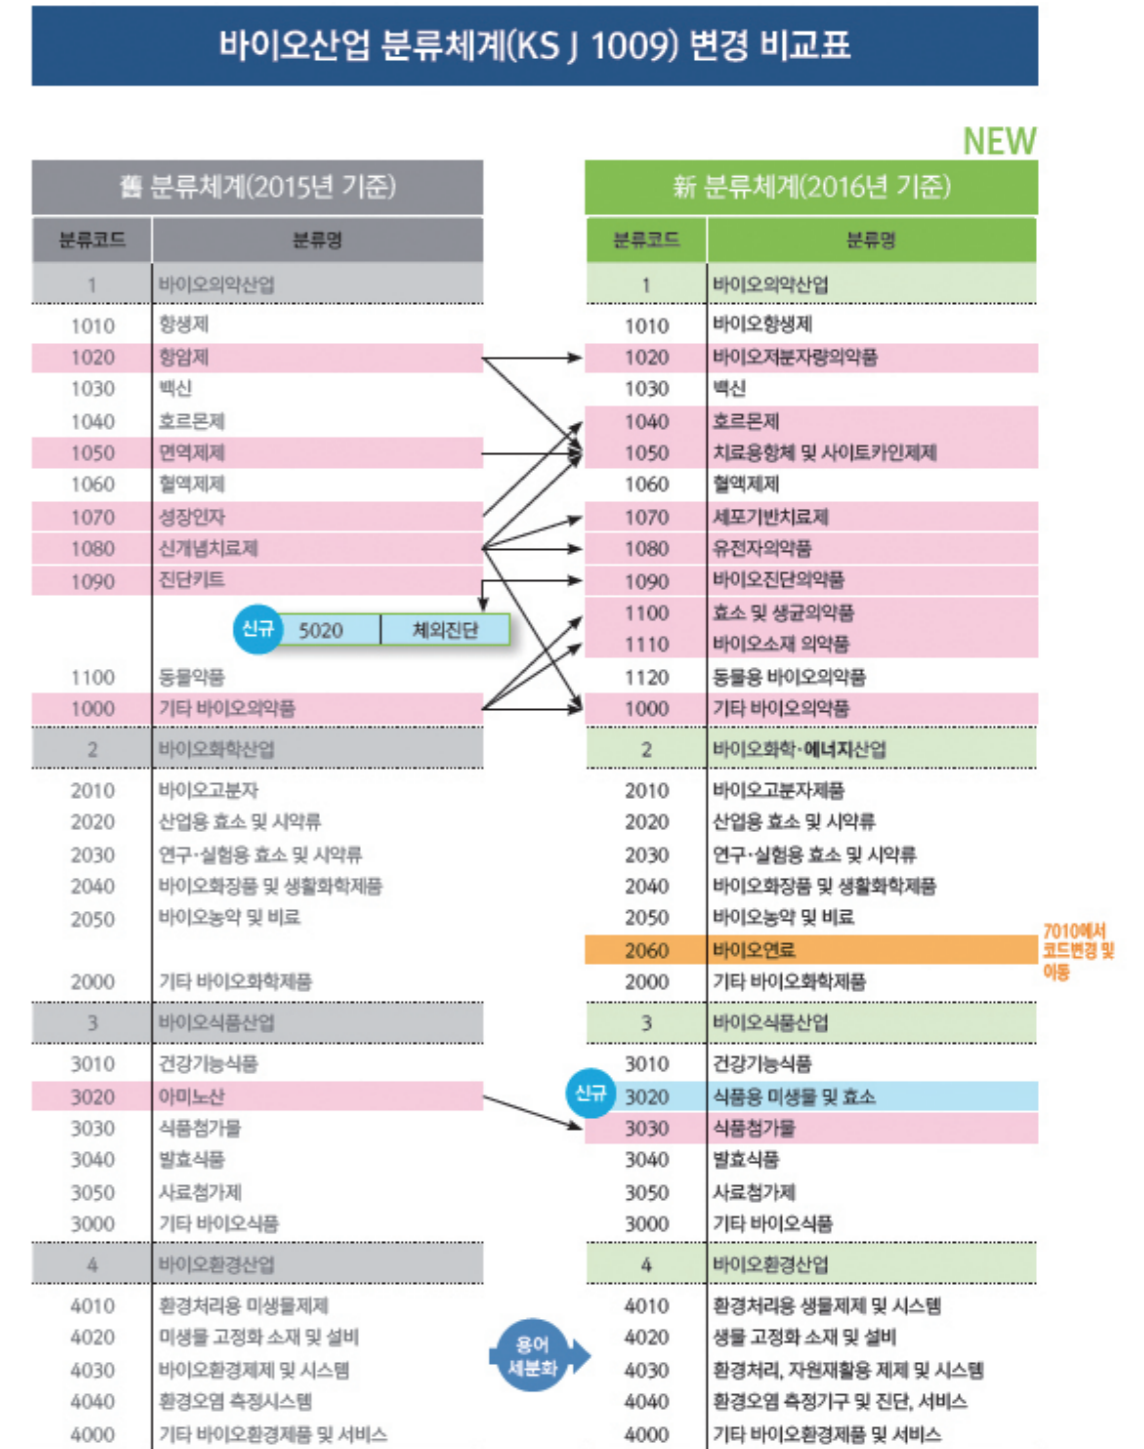 바이오산업 분류체계(KS J 1009) 변경 비교표
NEW
舊 분류체계(2015년 기준)
분류코드 분류명
1 바이오의약산업
1010 항생제
1020 항암제
1030 백신
1040 호르몬제
1050 면역제제
1060 혈액제제
1070 성장인자
1080 신개념치료제
1090 진단키트
신규 5020 체외진단
1100 동물약품
1000 기타 바이오의약품
2 바이오화학산업
2010 바이오고분자
2020 산업용 효소 및 시약류
2030 연구·실험용 효소 및 시약류
2040 바이오화장품 및 생활화학제품
2050 바이오농약 및 비료
2000 기타 바이오화학제품
3 바이오식품산업
3010 건강기능식품
3020 아미노산
3030 식품첨가물
3040 발효식품
3050 사료첨가제
3000 기타 바이오식품
4 바이오환경산업
4010 환경처리용 미생물제제
4020 미생물 고정화 소재 및 설비
4030 바이오환경제제 및 시스템
4040 환경오염 측정시스템
4000 기타 바이오환경제품 및 서비스
용어
세분화
新 분류체계(2016년 기준)
분류코드 분류명
1 바이오의약산업
1010 바이오항생제
1020 바이오저분자량의약품
1030 백신
1040 호르몬제
1050 치료용항체 및 사이토카인제제
1060 혈액제제
1070 세포기반치료제
1080 유전자의약품
1090 바이오진단의약품
1100 효소 및 생균의약품
1110 바이오소재 의약품
1120 동물용 바이오의약품
1000 기타 바이오의약품
2 바이오화학·에너지산업
2010 바이오고분자제품
2020 산업용 효소 및 시약류
2030 연구·실험용 효소 및 시약류
2040 바이오화장품 및 생활화학제품
2050 바이오농약 및 비료
2060 바이오연료
7010에서
코드변경 및
이동
2000 기타 바이오화학제품
3 바이오식품산업
3010 건강기능식품
신규 3020 식품용 미생물 및 효소
3030 식품첨가물
3040 발효식품
3050 사료첨가제
3000 기타 바이오식품
4 바이오환경산업
4010 환경처리용 생물제제 및 시스템
4020 생물 고정화 소재 및 설비
4030 환경처리, 자원재활용 제제 및 시스템
4040 환경오염 측정기구 및 진단, 서비스
4000 기타 바이오환경제품 및 서비스